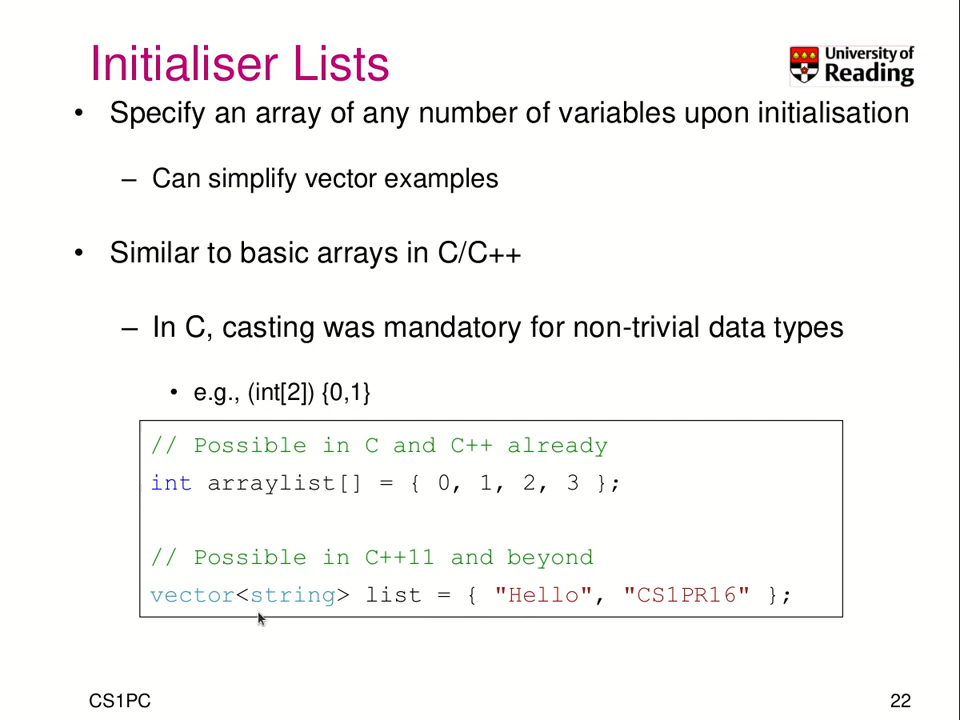 Initialiser Lists
University of
Reading
• Specify an array of any number of variables upon initialisation
– Can simplify vector examples
• Similar to basic arrays in C/C++
– In C, casting was mandatory for non-trivial data types
• e.g., (int[2]) {0,1}
// Possible in C and C++ already
int arraylist[] = { 0, 1, 2, 3 };
// Possible in C++11 and beyond
vector<string> list = { "Hello", "CS1PR16" };
CS1PC
22